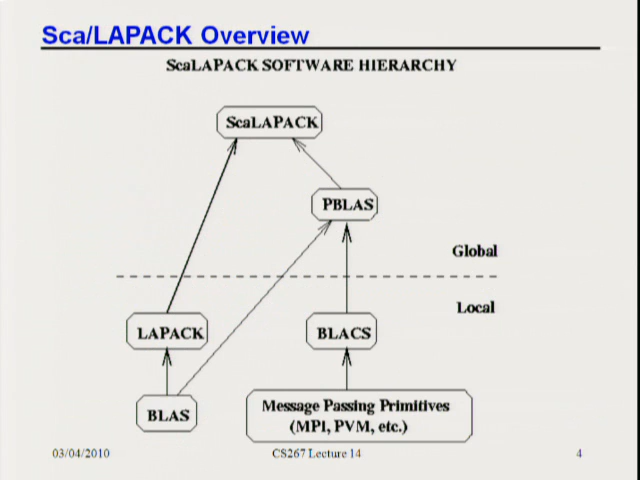 Sca/LAPACK Overview
ScaLAPACK SOFTWARE HIERARCHY
ScaLAPACK
PBLAS
Global
Local
LAPACK
BLACS
BLAS
Message Passing Primitives
(MPI, PVM, etc.)
03/04/2010
CS267 Lecture 14
4